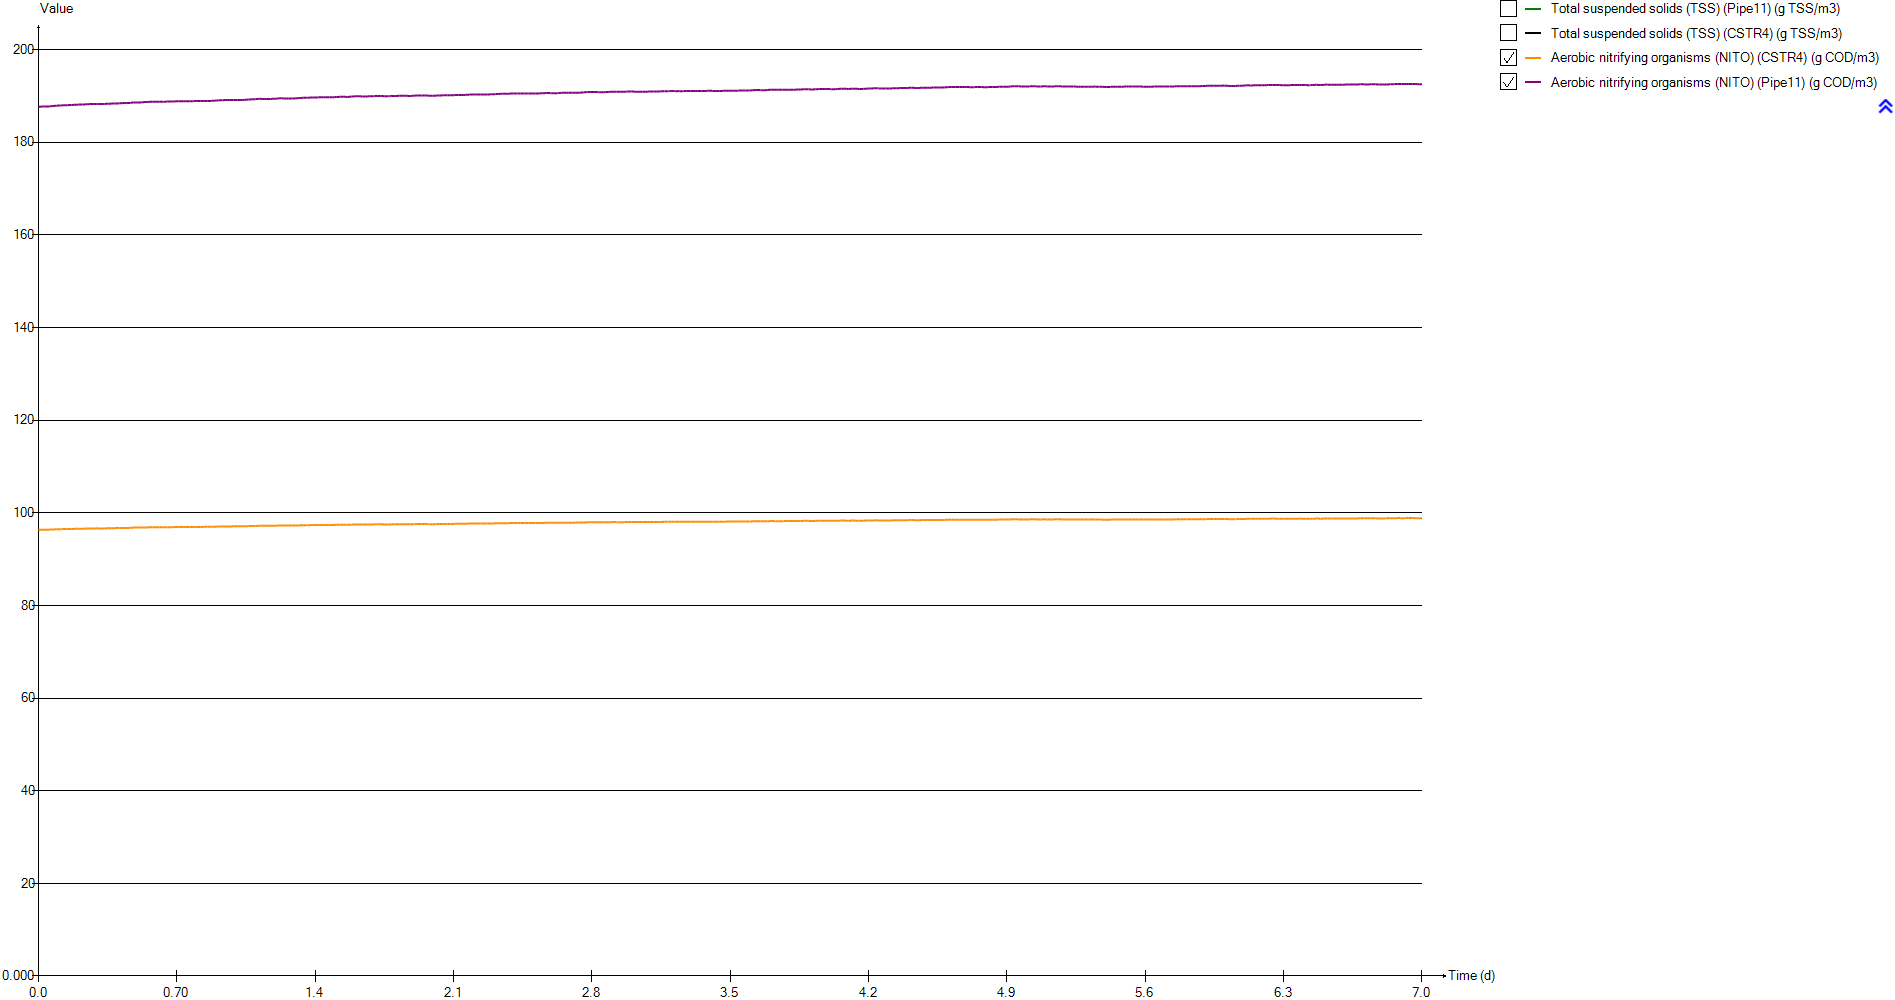 Value
200
180
160
140
120
100
80
60
40
20
0.000
0.0 0.70 1.4 2.1 2.8 3.5 4.2 4.9 5.6 6.3 7.0
Time (d)
Total suspended solids (TSS) (Pipe11) (g TSS/m3)
Total suspended solids (TSS) (CSTR4) (g TSS/m3)
Aerobic nitrifying organisms (NITO) (CSTR4) (g COD/m3)
Aerobic nitrifying organisms (NITO) (Pipe11) (g COD/m3)